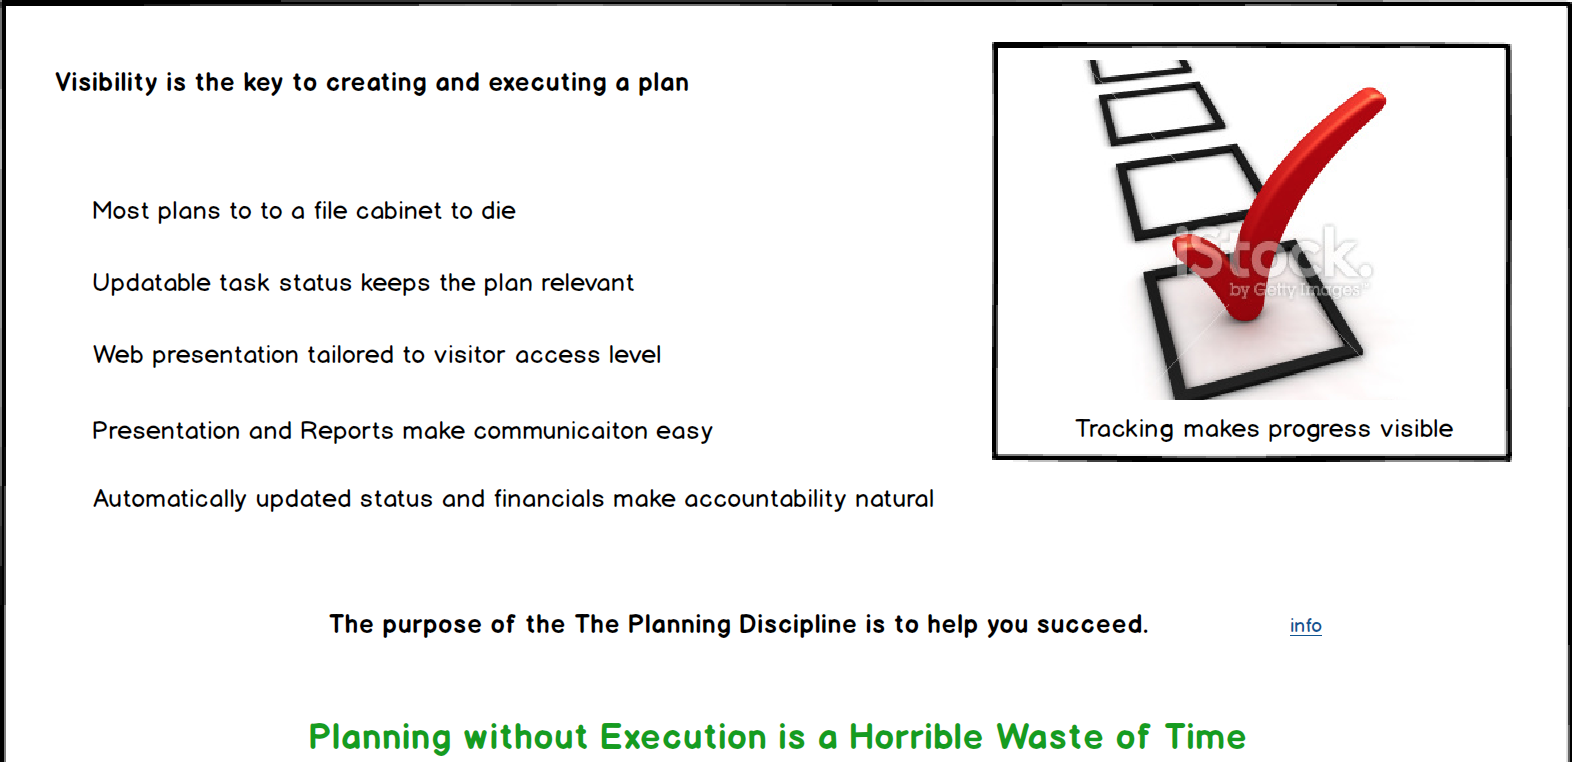 Visibility is the key to creating and executing a plan
Most plans to to a file cabinet to die
Updatable task status keeps the plan relevant
Web presentation tailored to visitor access level
Presentation and Reports make communicaiton easy
Automatically updated status and financials make accountability natural
iStock.
by Getty Images™
Tracking makes progress visible
The purpose of the The Planning Discipline is to help you succeed.
info
Planning without Execution is a Horrible Waste of Time